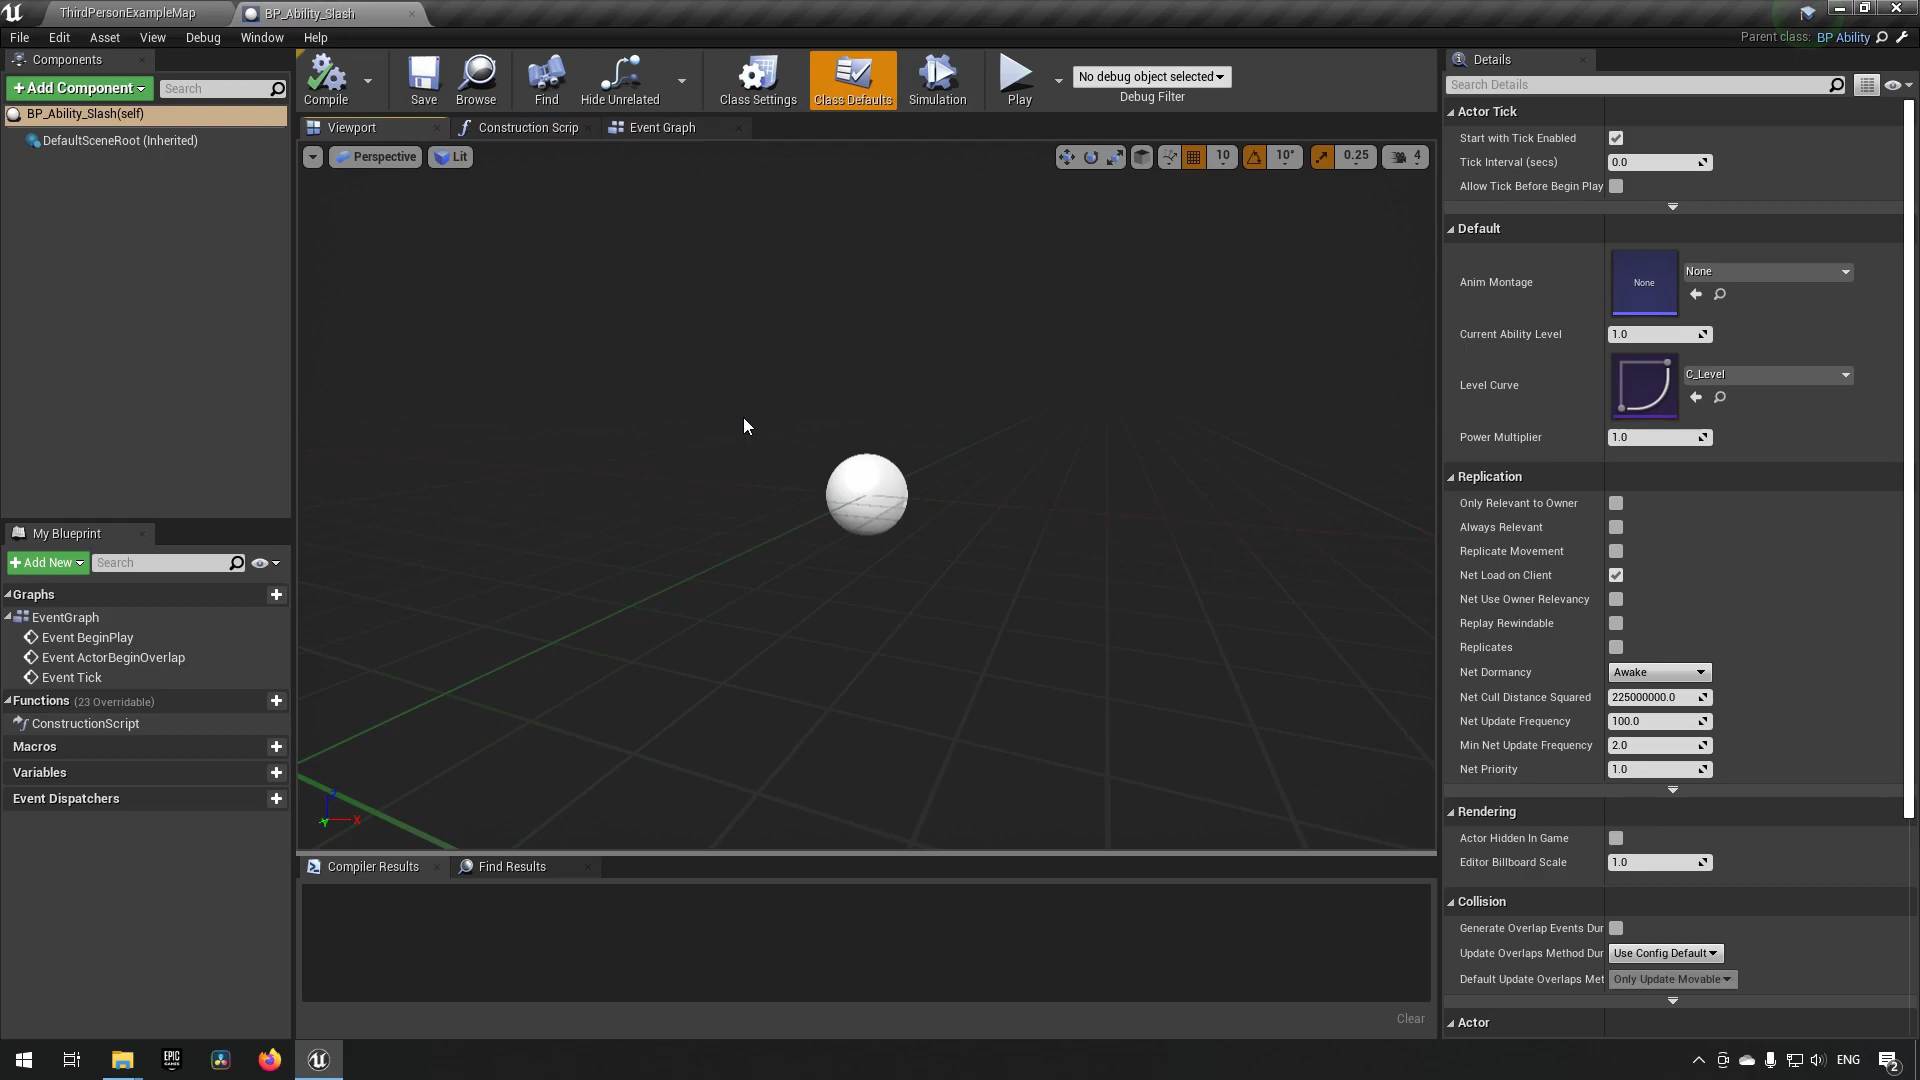 ThirdPersonExampleMap
BP_Ability_Slash
File Edit Asset View Debug Window Help
Parent class: BP Ability
Components
+Add Component
Search
BP_Ability_Slash(self)
DefaultSceneRoot (Inherited)
Compile
Save
Browse
Find
Hide Unrelated
Class Settings
Class Defaults
Simulation
Play
No debug object selected
Debug Filter
Viewport
Construction Scrip
Event Graph
Perspective
Lit
10
10°
0.25
4
X
Y
My Blueprint
+Add New
Search
Graphs
EventGraph
Event BeginPlay
Event ActorBeginOverlap
Event Tick
Functions (23 Overridable)
ConstructionScript
Macros
Variables
Event Dispatchers
Compiler Results
Find Results
Clear
Details
Search Details
Actor Tick
Start with Tick Enabled
Tick Interval (secs) 0.0
Allow Tick Before Begin Play
Default
Anim Montage
None
None
Current Ability Level 1.0
Level Curve
C_Level
Power Multiplier 1.0
Replication
Only Relevant to Owner
Always Relevant
Replicate Movement
Net Load on Client
Net Use Owner Relevancy
Replay Rewindable
Replicates
Net Dormancy Awake
Net Cull Distance Squared 225000000.0
Net Update Frequency 100.0
Min Net Update Frequency 2.0
Net Priority 1.0
Rendering
Actor Hidden In Game
Editor Billboard Scale 1.0
Collision
Generate Overlap Events Dur
Update Overlaps Method Dur Use Config Default
Default Update Overlaps Met Only Update Movable
Actor
EPIC GAMES
ENG
2